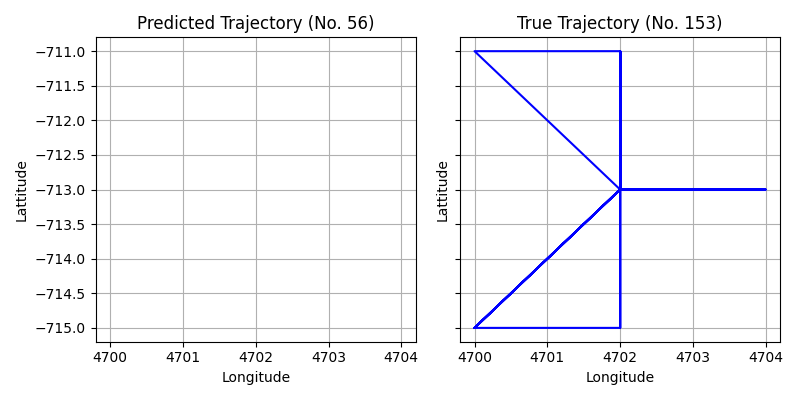 Predicted Trajectory (No. 56)
True Trajectory (No. 153)
−711.0
−711.5
−712.0
−712.5
−713.0
−713.5
−714.0
−714.5
−715.0
Lattitude
Lattitude
4700 4701 4702 4703 4704
4700 4701 4702 4703 4704
Longitude
Longitude